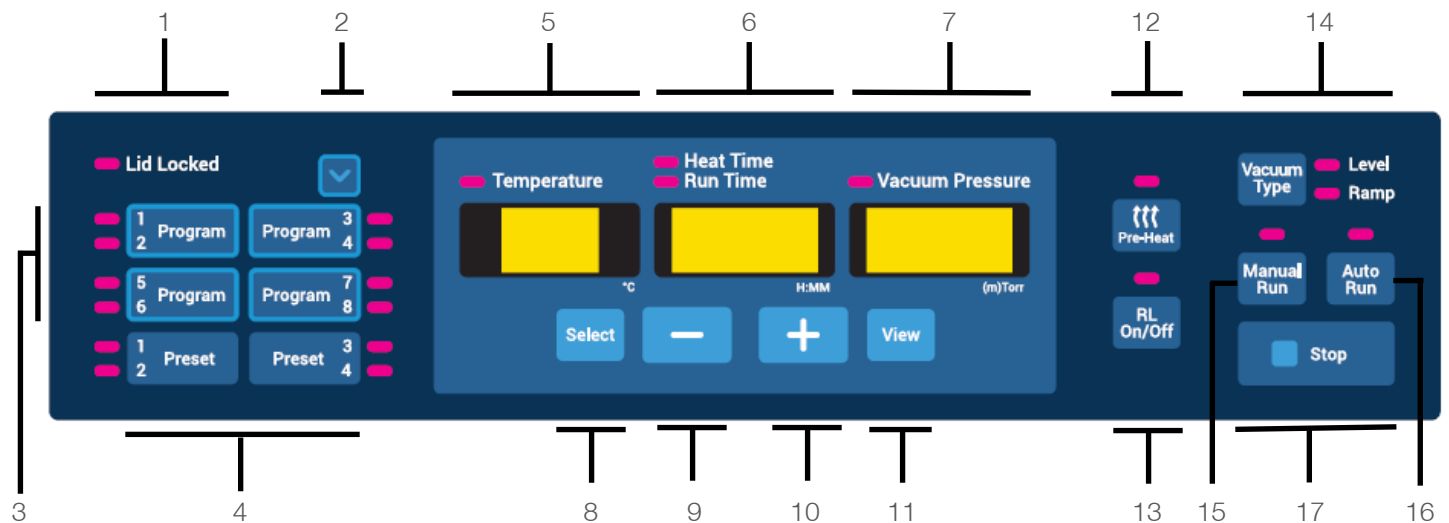 1 2 5 6 7 12 14
Lid Locked
Heat Time
Run Time
Temperature
Vacuum Pressure
Vacuum
Type
Level
Ramp
1
2
Program
Program
3
4
Pre-Heat
5
6
Program
Program
7
8
°C
H:MM
(m)Torr
Manual
Run
Auto
Run
1
2
Preset
Preset
3
4
Select
−
+
View
RL
On/Off
Stop
3 4 8 9 10 11 13 15 17 16